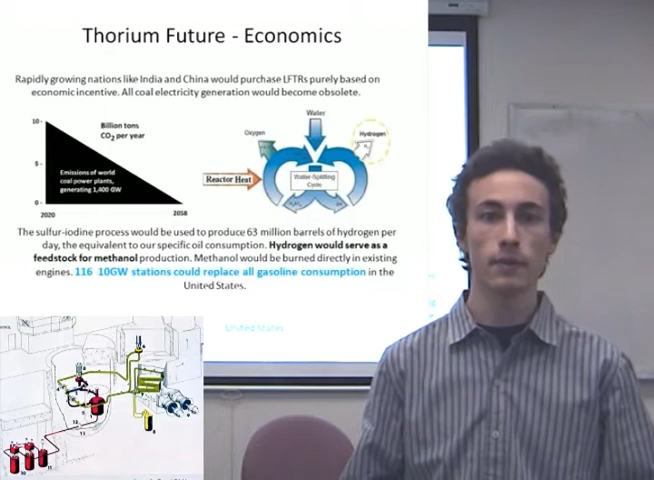 Thorium Future - Economics
Rapidly growing nations like India and China would purchase LFTRs purely based on
economic incentive. All coal electricity generation would become obsolete.
10
Billion tons
CO2 per year
5
Emissions of world
coal power plants,
generating 1,400 GW
0
2020
2058
Water
Oxygen
Hydrogen
Reactor Heat
Water-Splitting
Cycle
The sulfur-iodine process would be used to produce 63 million barrels of hydrogen per
day, the equivalent to our specific oil consumption. Hydrogen would serve as a
feedstock for methanol production. Methanol would be burned directly in existing
engines. 116 10GW stations could replace all gasoline consumption in the
United States.
United States